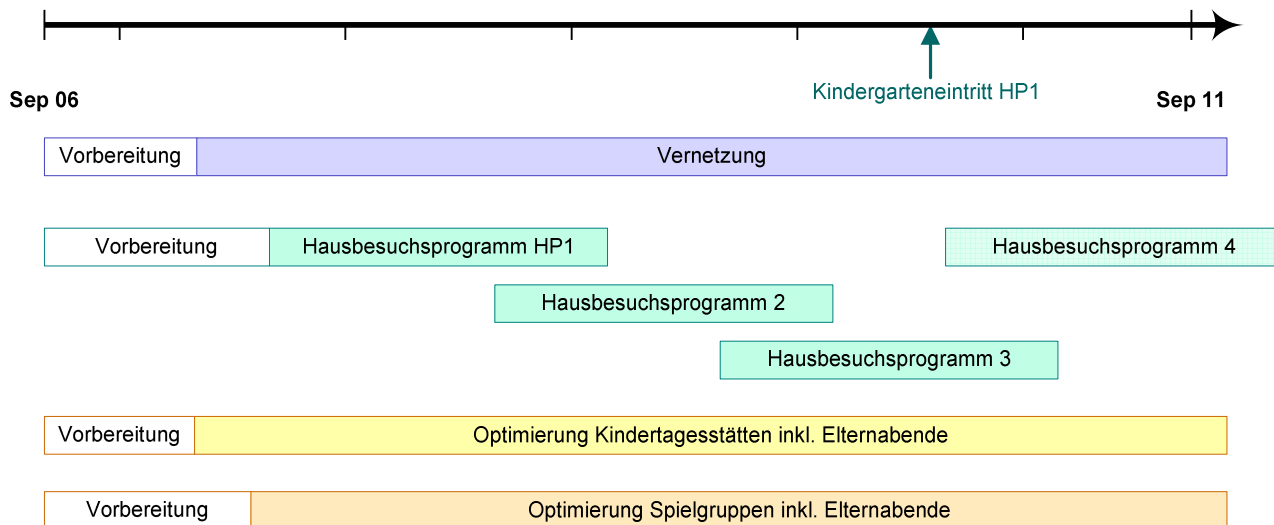 Kindergarteneintritt HP1
Sep 06
Sep 11
Vorbereitung
Vernetzung
Vorbereitung
Hausbesuchsprogramm HP1
Hausbesuchsprogramm 4
Hausbesuchsprogramm 2
Hausbesuchsprogramm 3
Vorbereitung
Optimierung Kindertagesstätten inkl. Elternabende
Vorbereitung
Optimierung Spielgruppen inkl. Elternabende